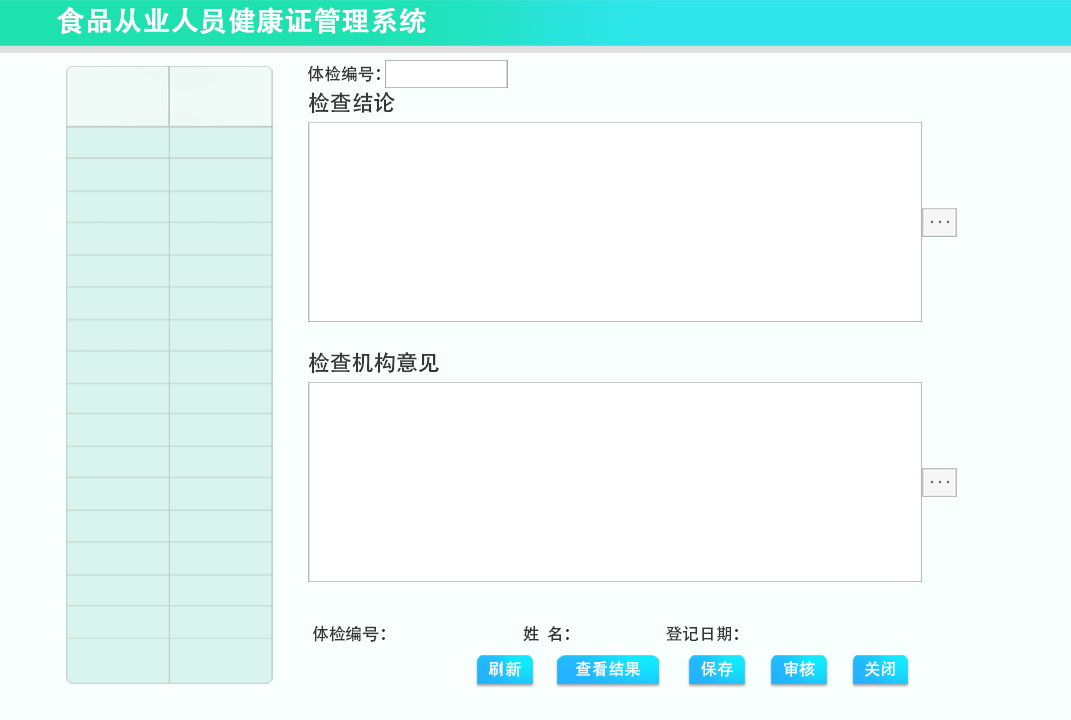 食品从业人员健康证管理系统
体检编号：
检查结论
...
检查机构意见
...
体检编号： 姓 名： 登记日期：
刷新 查看结果 保存 审核 关闭